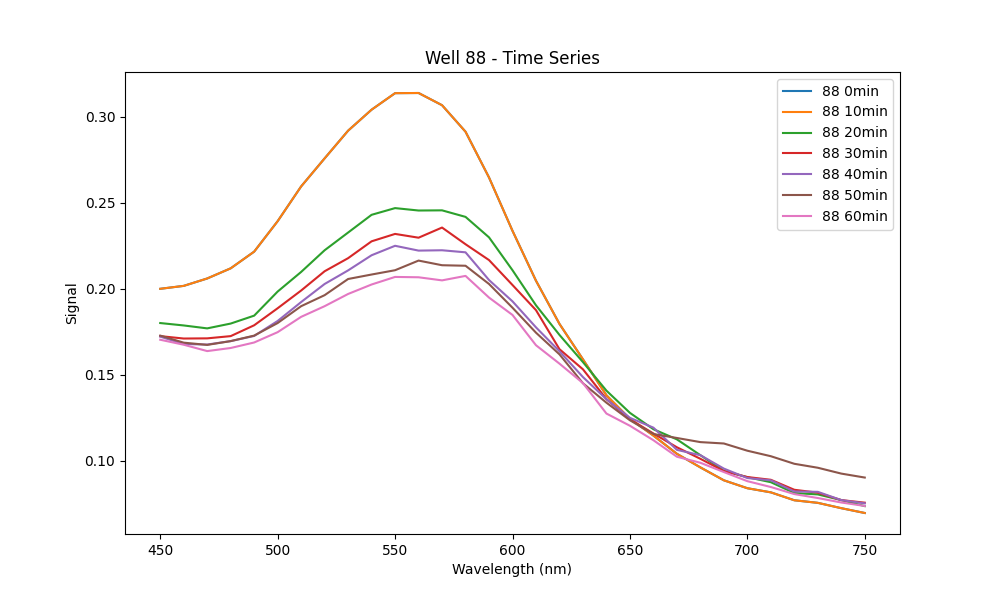 Well 88 - Time Series
Signal
0.30
0.25
0.20
0.15
0.10
88 0min
88 10min
88 20min
88 30min
88 40min
88 50min
88 60min
450 500 550 600 650 700 750
Wavelength (nm)